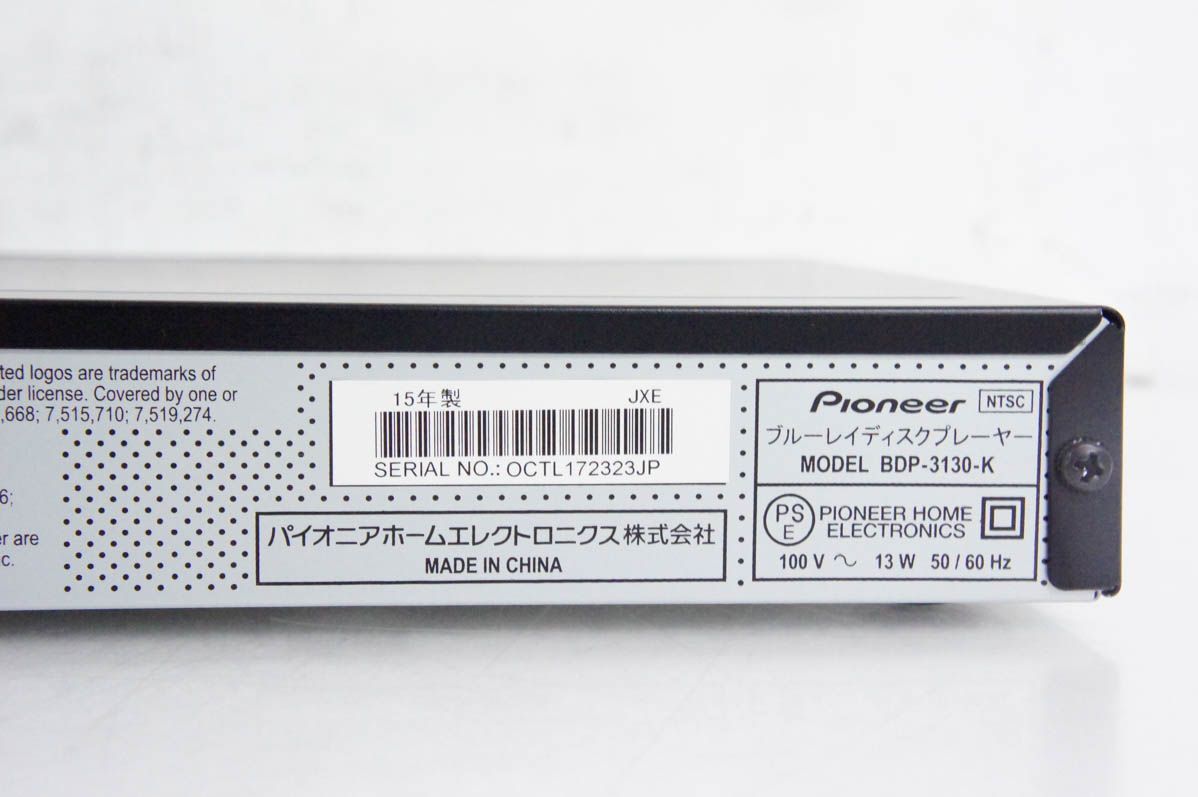 ted logos are trademarks of
der license. Covered by one or
,668; 7,515,710; 7,519,274.
6;
er are
nc.
15年製 JXE
SERIAL NO.: OCTL172323JP
パイオニアホームエレクトロニクス株式会社
MADE IN CHINA
Pioneer NTSC
ブルーレイディスクプレーヤー
MODEL BDP-3130-K
PS E PIONEER HOME
ELECTRONICS
100 V ～ 13 W 50 / 60 Hz